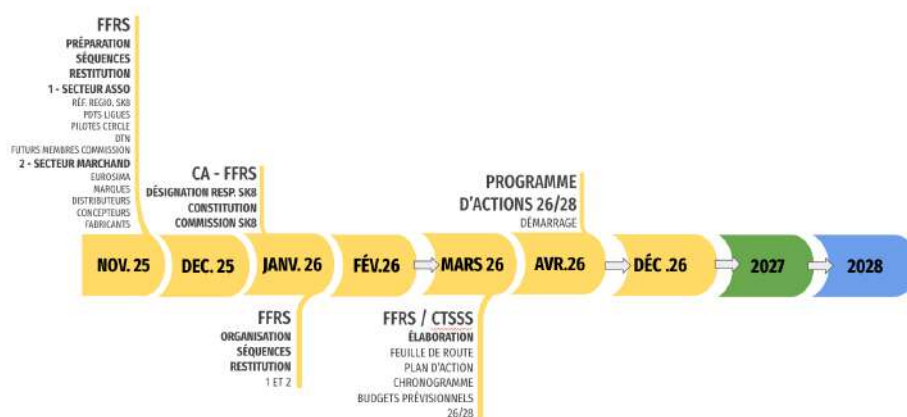 FFRS
PRÉPARATION
SÉQUENCES
RESTITUTION
1 - SECTEUR ASSO
RÉF. REGIO. SK8
PDTS LIGUES
PILOTES CERCLE
DTN
FUTURS MEMBRES COMMISSION
2 - SECTEUR MARCHAND
EUROSIMA
MARQUES
DISTRIBUTEURS
CONCEPTEURS
FABRICANTS
CA - FFRS
DÉSIGNATION RESP. SK8
CONSTITUTION
COMMISSION SK8
PROGRAMME
D'ACTIONS 26/28
DÉMARRAGE
NOV. 25
DEC. 25
JANV. 26
FÉV.26
MARS 26
AVR.26
DÉC .26
2027
2028
FFRS
ORGANISATION
SÉQUENCES
RESTITUTION
1 ET 2
FFRS / CTSSS
ÉLABORATION
FEUILLE DE ROUTE
PLAN D'ACTION
CHRONOGRAMME
BUDGETS PRÉVISIONNELS
26/28